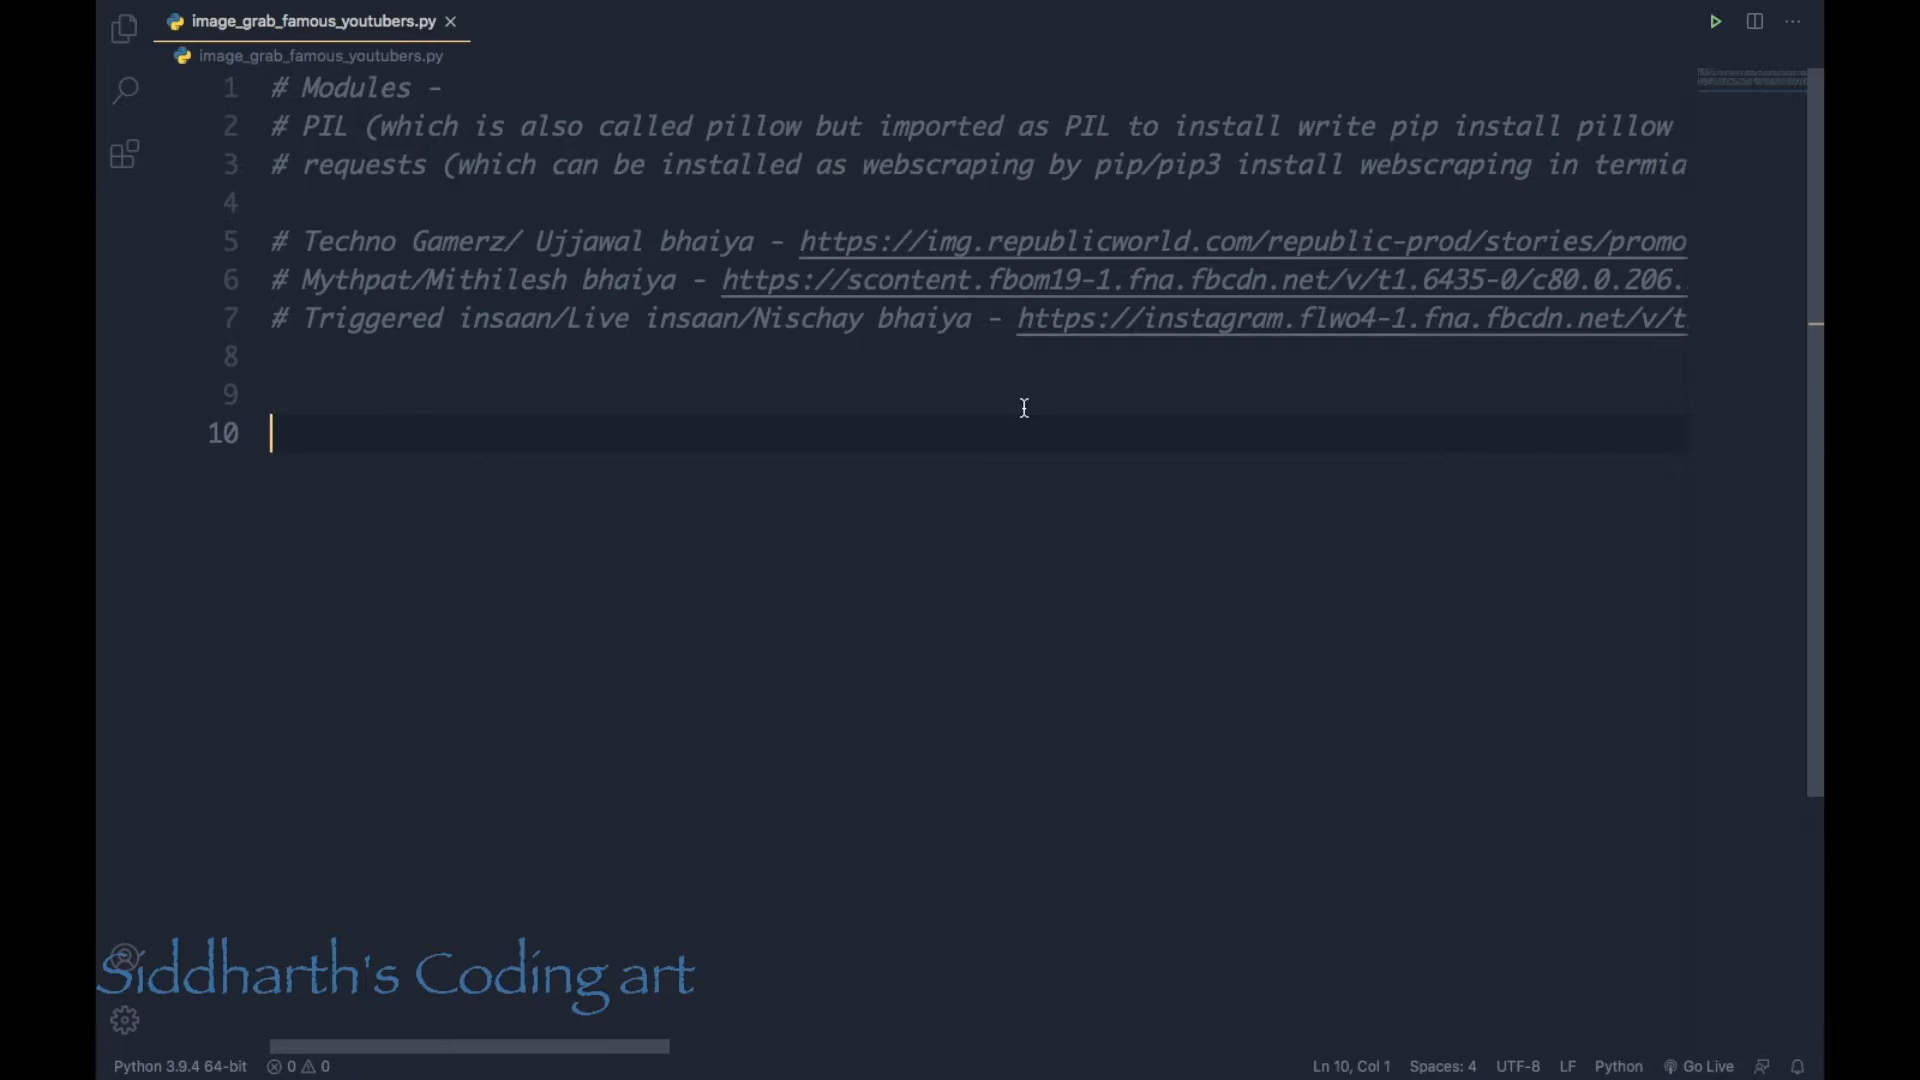 image_grab_famous_youtubers.py
image_grab_famous_youtubers.py
1 # Modules -
2 # PIL (which is also called pillow but imported as PIL to install write pip install pillow
3 # requests (which can be installed as webscraping by pip/pip3 install webscraping in termia
4
5 # Techno Gamerz/ Ujjawal bhaiya - https://img.republicworld.com/republic-prod/stories/promo
6 # Mythpat/Mithilesh bhaiya - https://scontent.fbom19-1.fna.fbcdn.net/v/t1.6435-0/c80.0.206.
7 # Triggered insaan/Live insaan/Nischay bhaiya - https://instagram.flwo4-1.fna.fbcdn.net/v/t
8
9
10
Siddharth's Coding art
Python 3.9.4 64-bit 0 0 Ln 10, Col 1 Spaces: 4 UTF-8 LF Python Go Live